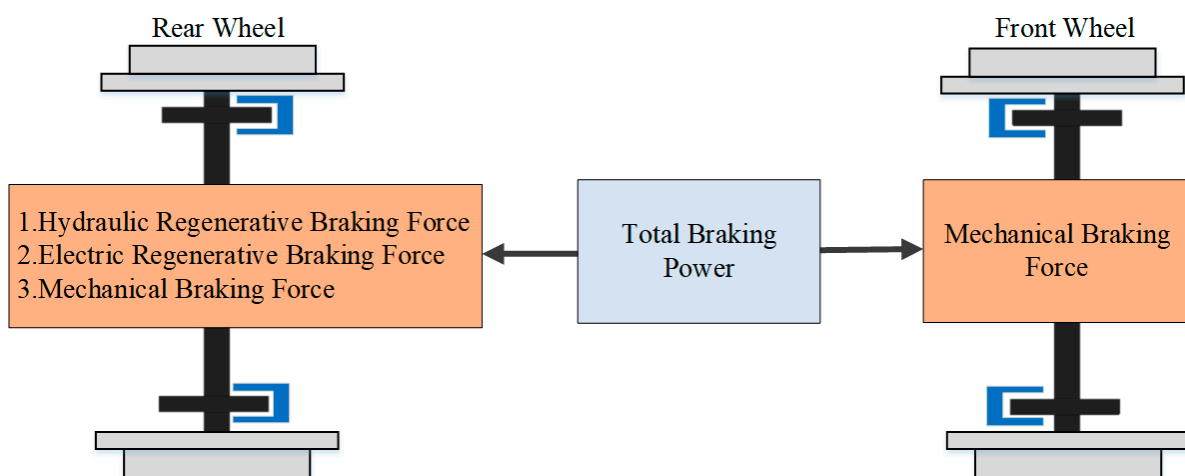 Rear Wheel
Front Wheel
1.Hydraulic Regenerative Braking Force
2.Electric Regenerative Braking Force
3.Mechanical Braking Force
Total Braking
Power
Mechanical Braking
Force